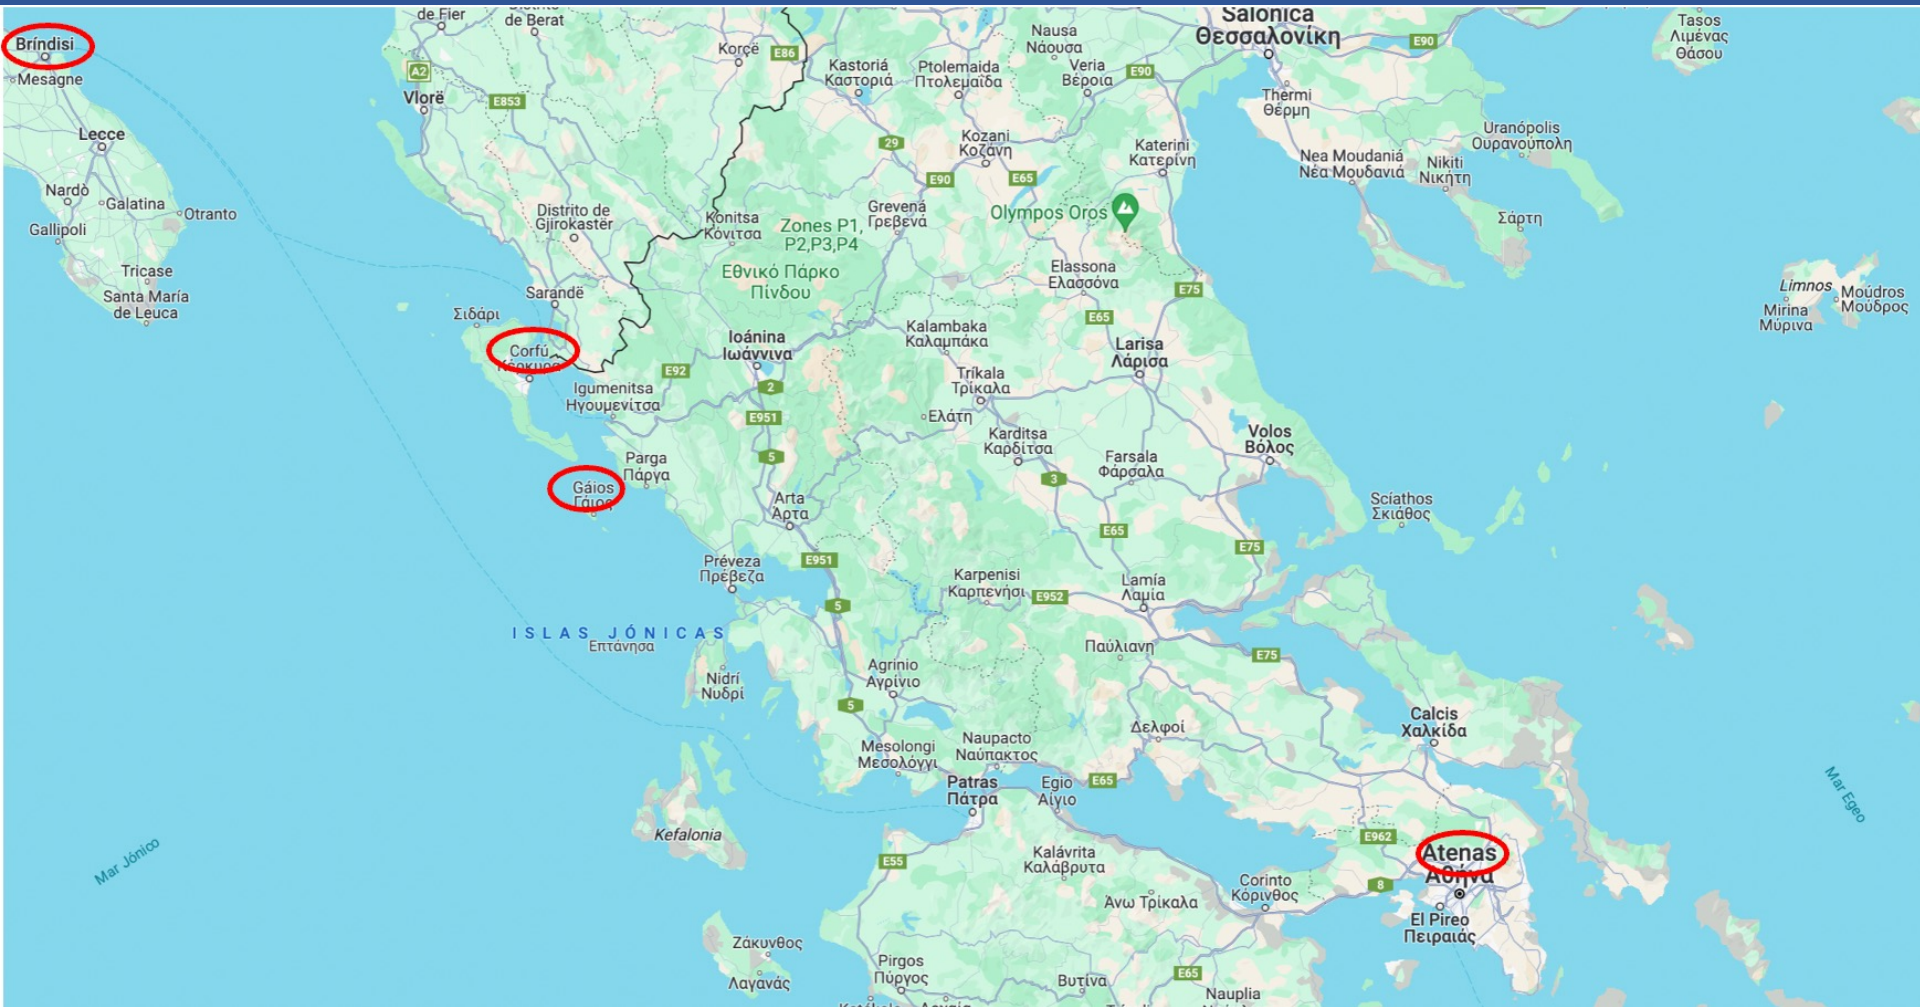 de Fier
de Berat
Salónica
Θεσσαλονίκη
Tasos
Λιμένας
Θάσου
Bríndisi
Mesagne
Korçë
E86
Nausa
Νάουσα
E90
Kastoriá
Καστοριά
Ptolemaida
Πτολεμαΐδα
Veria
Βέροια
E90
A2
Vlorë
E853
Thermi
Θέρμη
Lecce
29
Kozani
Κοζάνη
Katerini
Κατερίνη
Uranópolis
Ουρανούπολη
Nea Moudaniá
Νέα Μουδανιά
Nikiti
Νικήτη
E90
E65
Nardò
Galatina
Otranto
Gallipoli
Distrito de
Gjirokastër
Konitsa
Κόνιτσα
Zones P1,
P2,P3,P4
Grevená
Γρεβενά
Olympos Oros
Σάρτη
Tricase
Santa María
de Leuca
Εθνικό Πάρκο
Πίνδου
Elassona
Ελασσόνα
E75
Limnos
Moúdros
Μούδρος
Mirina
Μύρινα
Sarandë
Σιδάρι
E65
Corfú
Κέρκυρα
Ioánina
Ιωάννινα
Kalambaka
Καλαμπάκα
Larisa
Λάρισα
E92
2
Igumenitsa
Ηγουμενίτσα
Tríkala
Τρίκαλα
E951
Ελάτη
Karditsa
Καρδίτσα
Volos
Βόλος
Parga
Πάργα
5
Farsala
Φάρσαλα
3
Gáios
Γάιος
Arta
Άρτα
Scíathos
Σκιάθος
E65
E75
Préveza
Πρέβεζα
E951
Karpenisi
Καρπενήσι
E952
Lamía
Λαμία
5
ISLAS JÓNICAS
Επτάνησα
Παύλιανη
E75
Nidrí
Νυδρί
Agrinio
Αγρίνιο
5
Calcis
Χαλκίδα
Δελφοί
Mesolongi
Μεσολόγγι
Naupacto
Ναύπακτος
Patras
Πάτρα
Egio
Αίγιο
E65
Mar Egeo
Kefalonia
Mar Jónico
E962
Atenas
Αθήνα
E55
Kalávrita
Καλάβρυτα
8
Corinto
Κόρινθος
Άνω Τρίκαλα
El Pireo
Πειραιάς
Ζάκυνθος
Λαγανάς
Pirgos
Πύργος
E65
Βυτίνα
Nauplia